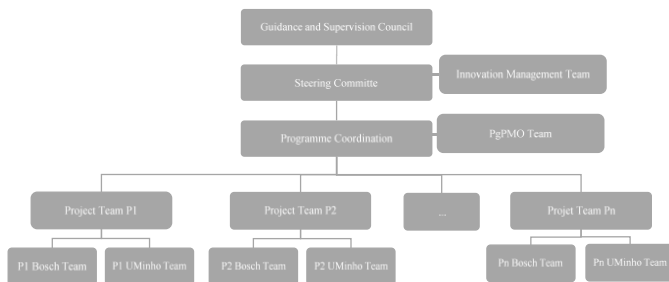 Guidance and Supervision Council
Steering Committe
Innovation Management Team
Programme Coordination
PgPMO Team
Project Team P1
Project Team P2
...
Projet Team Pn
P1 Bosch Team
P1 UMinho Team
P2 Bosch Team
P2 UMinho Team
Pn Bosch Team
Pn UMinho Team